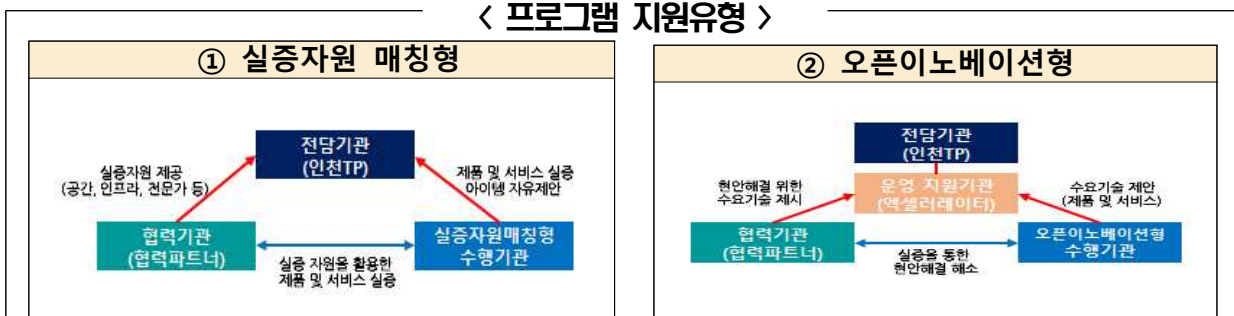 < 프로그램 지원유형 >
① 실증자원 매칭형
전담기관
(인천TP)
실증자원 제공
(공간, 인프라, 전문가 등)
제품 및 서비스 실증
아이템 자유제안
협력기관
(협력파트너)
실증자원매칭형
수행기관
실증 자원을 활용한
제품 및 서비스 실증
② 오픈이노베이션형
전담기관
(인천TP)
운영 지원기관
(액셀러레이터)
현안해결 위한
수요기술 제시
수요기술 제안
(제품 및 서비스)
협력기관
(협력파트너)
오픈이노베이션형
수행기관
실증을 통한
현안해결 해소